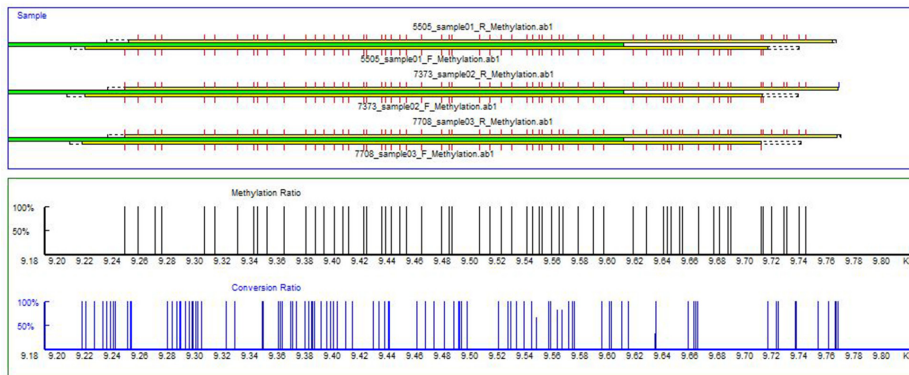 Sample
5505_sample01_R_Methylation.ab1
5505_sample01_F_Methylation.ab1
7373_sample02_R_Methylation.ab1
7373_sample02_F_Methylation.ab1
7708_sample03_R_Methylation.ab1
7708_sample03_F_Methylation.ab1
Methylation Ratio
100%
50%
9.18 9.20 9.22 9.24 9.26 9.28 9.30 9.32 9.34 9.36 9.38 9.40 9.42 9.44 9.46 9.48 9.50 9.52 9.54 9.56 9.58 9.60 9.62 9.64 9.66 9.68 9.70 9.72 9.74 9.76 9.78 9.80 K
Conversion Ratio
100%
50%
9.18 9.20 9.22 9.24 9.26 9.28 9.30 9.32 9.34 9.36 9.38 9.40 9.42 9.44 9.46 9.48 9.50 9.52 9.54 9.56 9.58 9.60 9.62 9.64 9.66 9.68 9.70 9.72 9.74 9.76 9.78 9.80 K